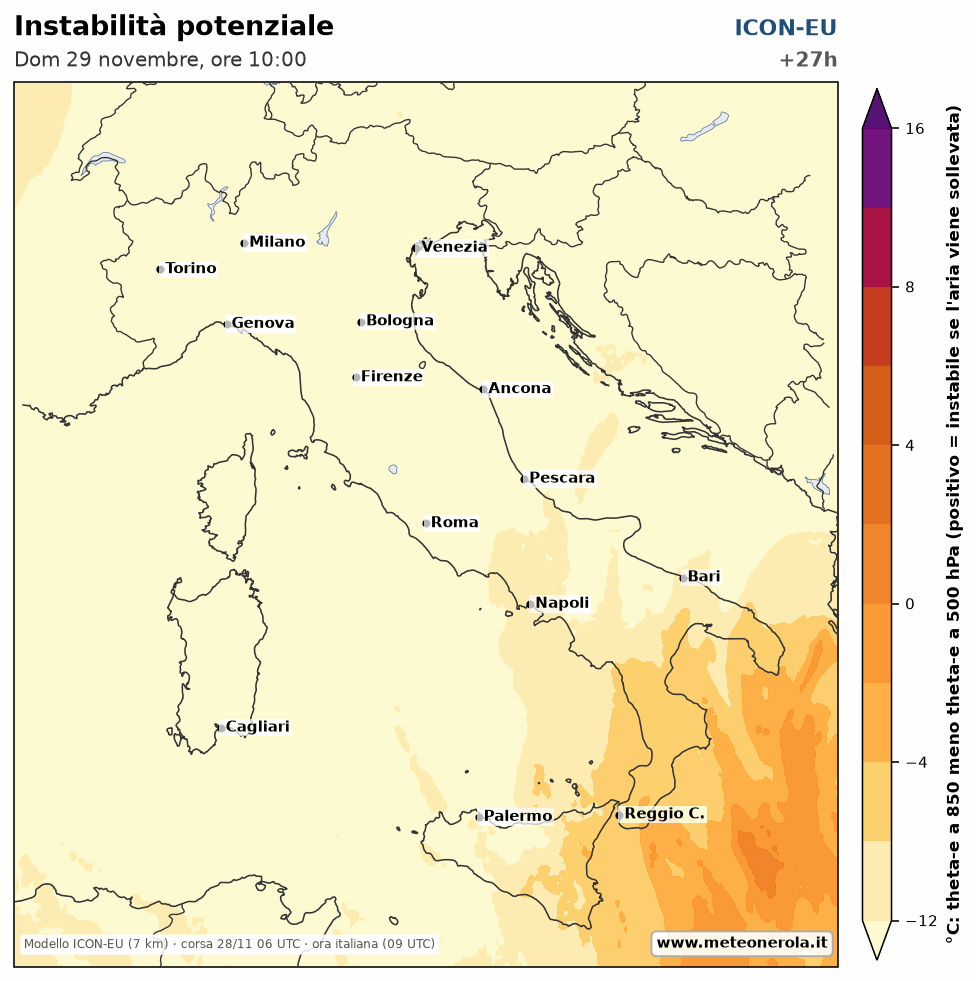 Instabilità potenziale
ICON-EU
Dom 29 novembre, ore 10:00
+27h
Milano
Venezia
Torino
Genova
Bologna
Firenze
Ancona
Pescara
Roma
Bari
Napoli
Cagliari
Palermo
Reggio C.
Modello ICON-EU (7 km) · corsa 28/11 06 UTC · ora italiana (09 UTC)
www.meteonerola.it
16
8
4
0
−4
−12
°C: theta-e a 850 meno theta-e a 500 hPa (positivo = instabile se l'aria viene sollevata)